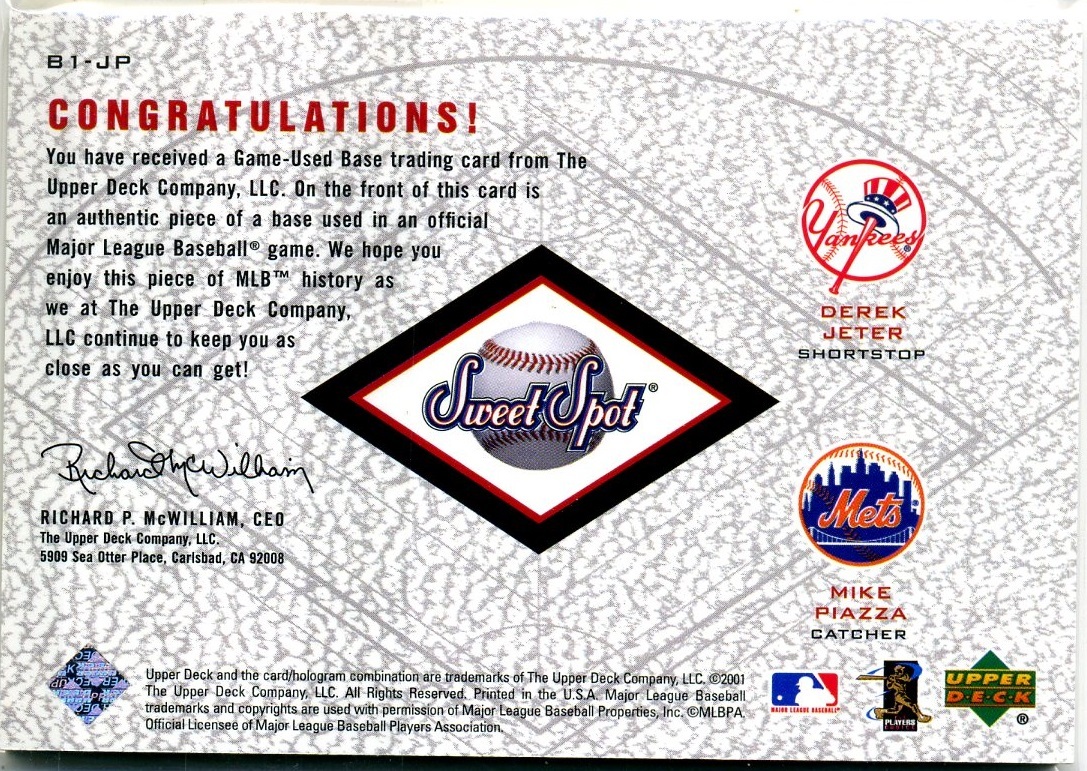 B1-JP
CONGRATULATIONS!
You have received a Game-Used Base trading card from The
Upper Deck Company, LLC. On the front of this card is
an authentic piece of a base used in an official
Major League Baseball® game. We hope you
enjoy this piece of MLB™ history as
we at The Upper Deck Company,
LLC continue to keep you as
close as you can get!
Richard P. McWilliam
RICHARD P. McWILLIAM, CEO
The Upper Deck Company, LLC.
5909 Sea Otter Place, Carlsbad, CA 92008
Sweet Spot®
Yankees®
DEREK
JETER
SHORTSTOP
Mets®
MIKE
PIAZZA
CATCHER
Upper Deck and the card/hologram combination are trademarks of The Upper Deck Company, LLC. ©2001
The Upper Deck Company, LLC. All Rights Reserved. Printed in the U.S.A. Major League Baseball
trademarks and copyrights are used with permission of Major League Baseball Properties, Inc. ©MLBPA
Official Licensee of Major League Baseball Players Association.
MAJOR LEAGUE BASEBALL®
PLAYERS
CHOICE
UPPER
D·E·C·K
®